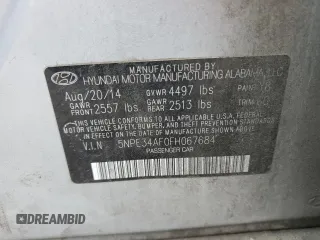 MANUFACTURED BY
HYUNDAI MOTOR MANUFACTURING ALABAMA, LLC
Aug/20/14 GVWR 4497 lbs
GAWR FRONT 2557 lbs GAWR REAR 2513 lbs
THIS VEHICLE CONFORMS TO ALL APPLICABLE U.S. FEDERAL
MOTOR VEHICLE SAFETY, BUMPER, AND THEFT PREVENTION STANDARDS
IN EFFECT ON THE DATE OF MANUFACTURE SHOWN ABOVE.
V.I.N 5NPE34AF0FH067684
PASSENGER CAR
SDREAMBID